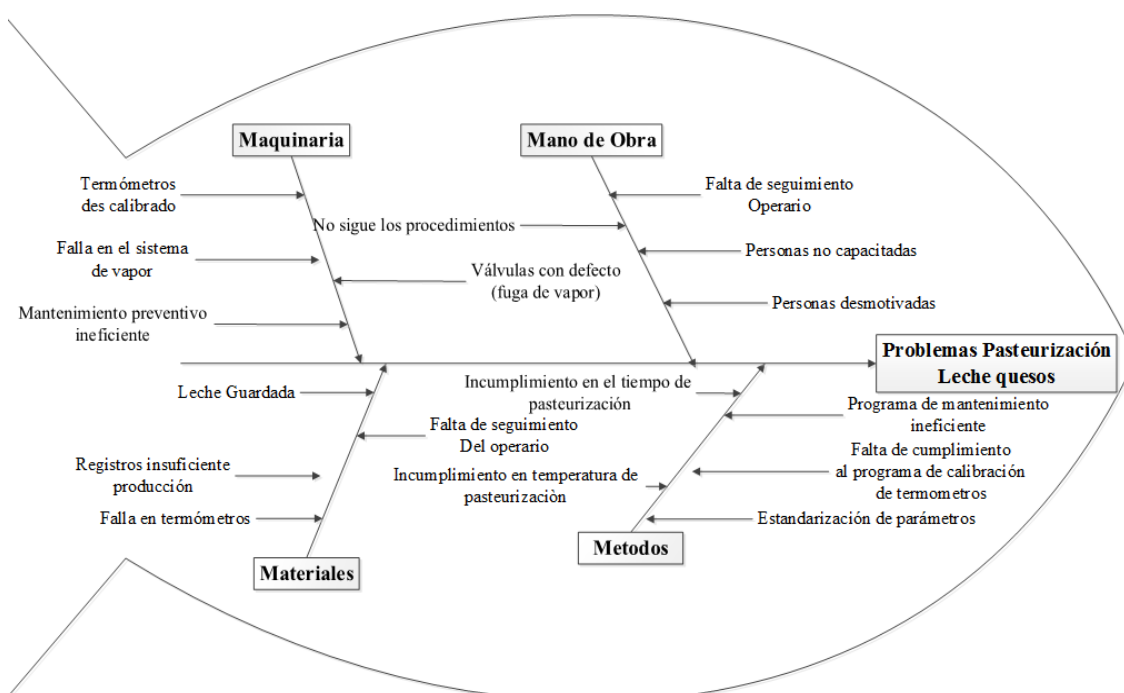 Maquinaria
Mano de Obra
Termómetros
des calibrado
Falta de seguimiento
Operario
No sigue los procedimientos
Falla en el sistema
de vapor
Personas no capacitadas
Válvulas con defecto
(fuga de vapor)
Mantenimiento preventivo
ineficiente
Personas desmotivadas
Problemas Pasteurización
Leche quesos
Leche Guardada
Incumplimiento en el tiempo de
pasteurización
Programa de mantenimiento
ineficiente
Falta de seguimiento
Del operario
Falta de cumplimiento
al programa de calibración
de termometros
Registros insuficiente
producción
Incumplimiento en temperatura de
pasteurizaciòn
Falla en termómetros
Estandarización de parámetros
Metodos
Materiales